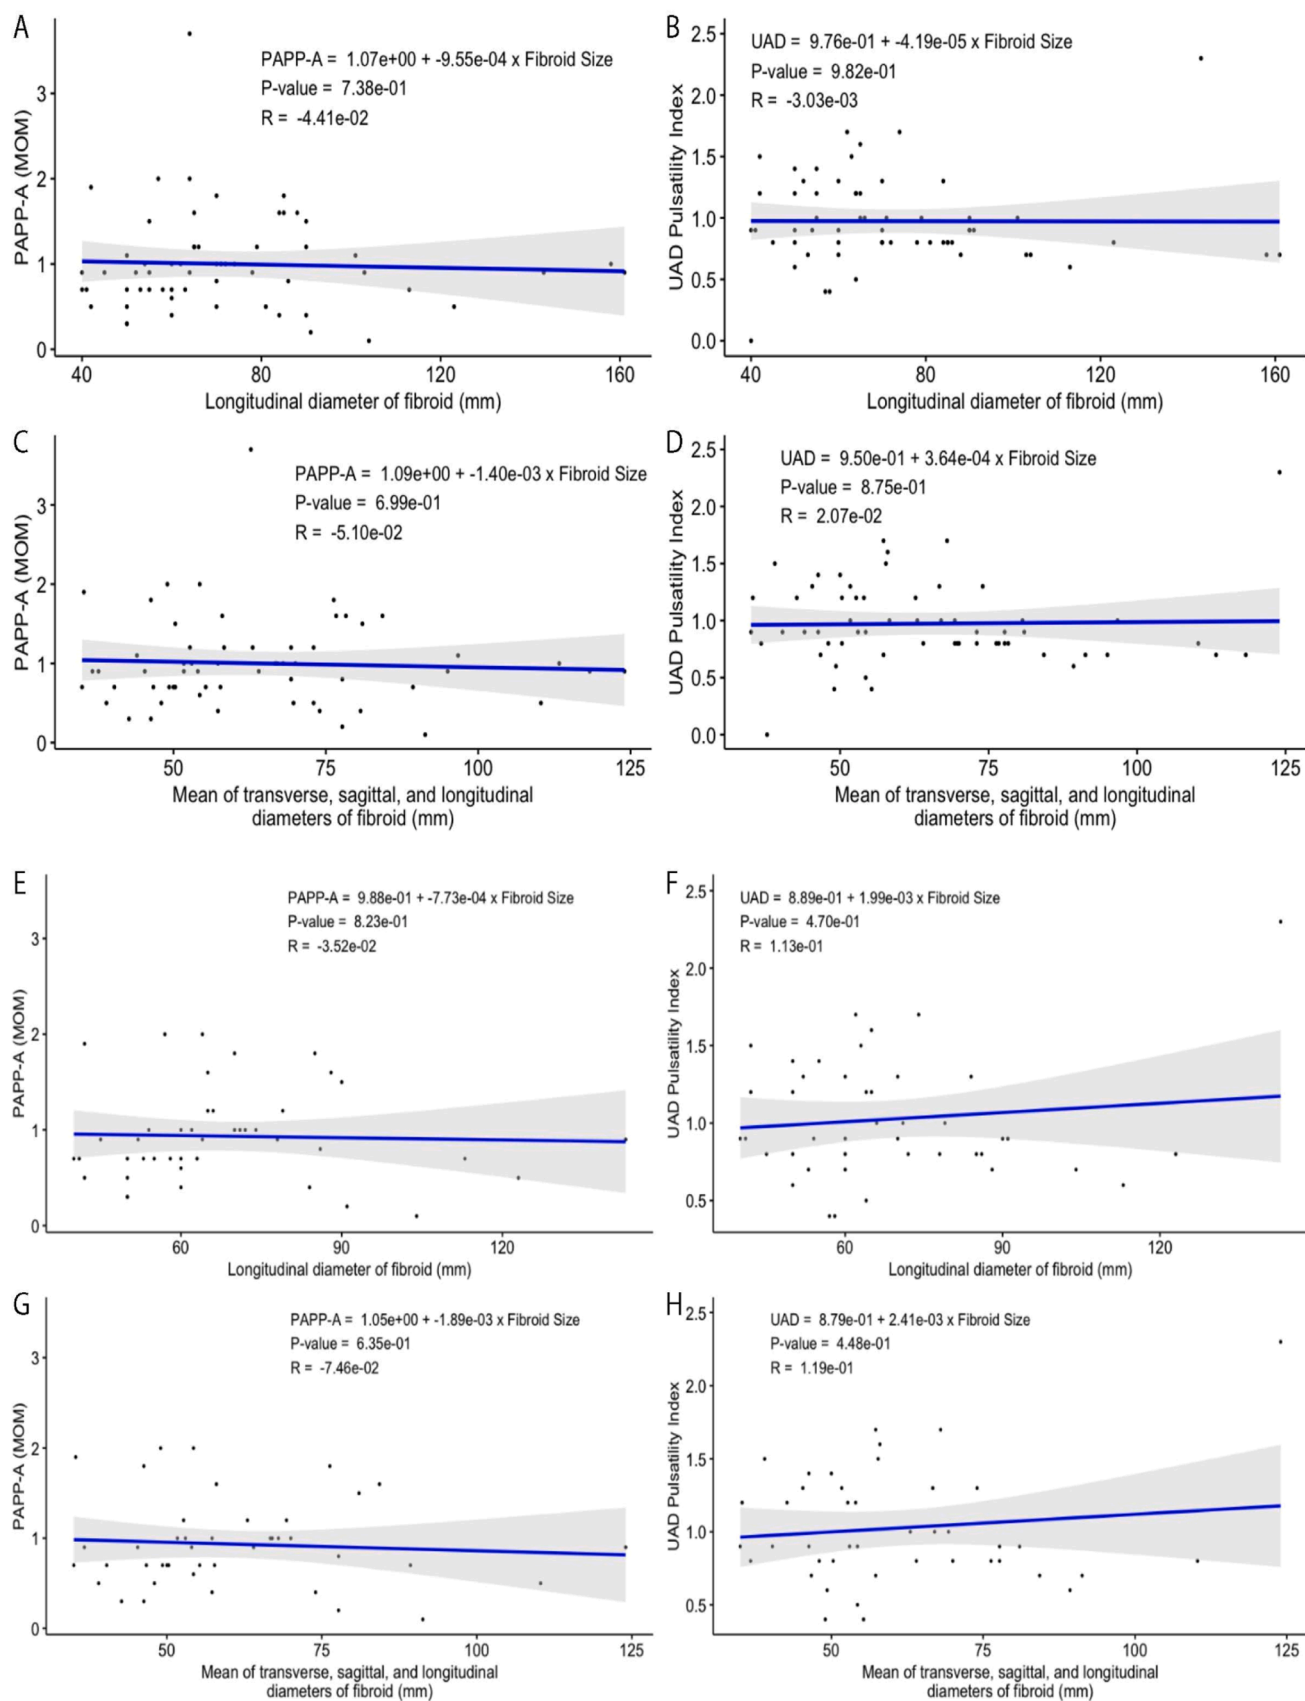 A
PAPP-A = 1.07e+00 + -9.55e-04 x Fibroid Size
P-value = 7.38e-01
R = -4.41e-02
PAPP-A (MOM)
3
2
1
0
40 80 120 160
Longitudinal diameter of fibroid (mm)
B
UAD = 9.76e-01 + -4.19e-05 x Fibroid Size
P-value = 9.82e-01
R = -3.03e-03
UAD Pulsatility Index
2.5
2.0
1.5
1.0
0.5
0.0
40 80 120 160
Longitudinal diameter of fibroid (mm)
C
PAPP-A = 1.09e+00 + -1.40e-03 x Fibroid Size
P-value = 6.99e-01
R = -5.10e-02
PAPP-A (MOM)
3
2
1
0
50 75 100 125
Mean of transverse, sagittal, and longitudinal
diameters of fibroid (mm)
D
UAD = 9.50e-01 + 3.64e-04 x Fibroid Size
P-value = 8.75e-01
R = 2.07e-02
UAD Pulsatility Index
2.5
2.0
1.5
1.0
0.5
0.0
50 75 100 125
Mean of transverse, sagittal, and longitudinal
diameters of fibroid (mm)
E
PAPP-A = 9.88e-01 + -7.73e-04 x Fibroid Size
P-value = 8.23e-01
R = -3.52e-02
PAPP-A (MOM)
3
2
1
0
60 90 120
Longitudinal diameter of fibroid (mm)
F
UAD = 8.89e-01 + 1.99e-03 x Fibroid Size
P-value = 4.70e-01
R = 1.13e-01
UAD Pulsatility Index
2.5
2.0
1.5
1.0
0.5
60 90 120
Longitudinal diameter of fibroid (mm)
G
PAPP-A = 1.05e+00 + -1.89e-03 x Fibroid Size
P-value = 6.35e-01
R = -7.46e-02
PAPP-A (MOM)
3
2
1
0
50 75 100 125
Mean of transverse, sagittal, and longitudinal
diameters of fibroid (mm)
H
UAD = 8.79e-01 + 2.41e-03 x Fibroid Size
P-value = 4.48e-01
R = 1.19e-01
UAD Pulsatility Index
2.5
2.0
1.5
1.0
0.5
50 75 100 125
Mean of transverse, sagittal, and longitudinal
diameters of fibroid (mm)